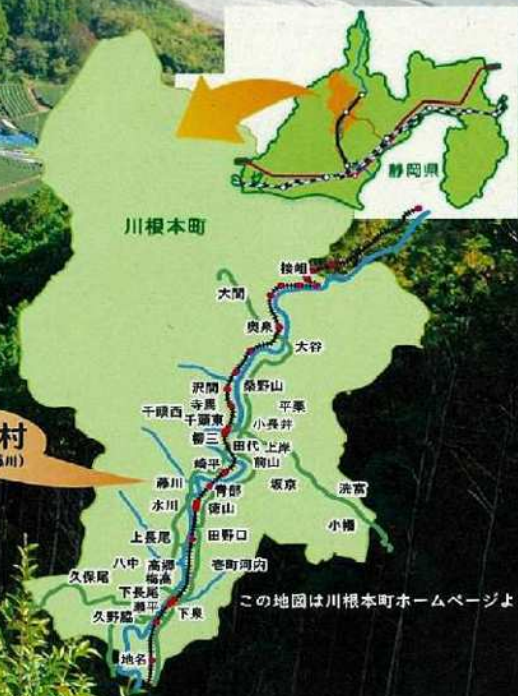 静岡県
川根本町
接岨
大間
奥泉
大谷
沢間
桑野山
寺馬
平栗
千頭西
千頭東
小長井
柳三
田代
上岸
崎平
前山
藤川
青部
坂京
洗富
水川
徳山
小幡
上長尾
田野口
八中
高郷
壱町河内
久保尾
梅高
下長尾
瀬平
下泉
久野脇
地名
村
川)
この地図は川根本町ホームページよ